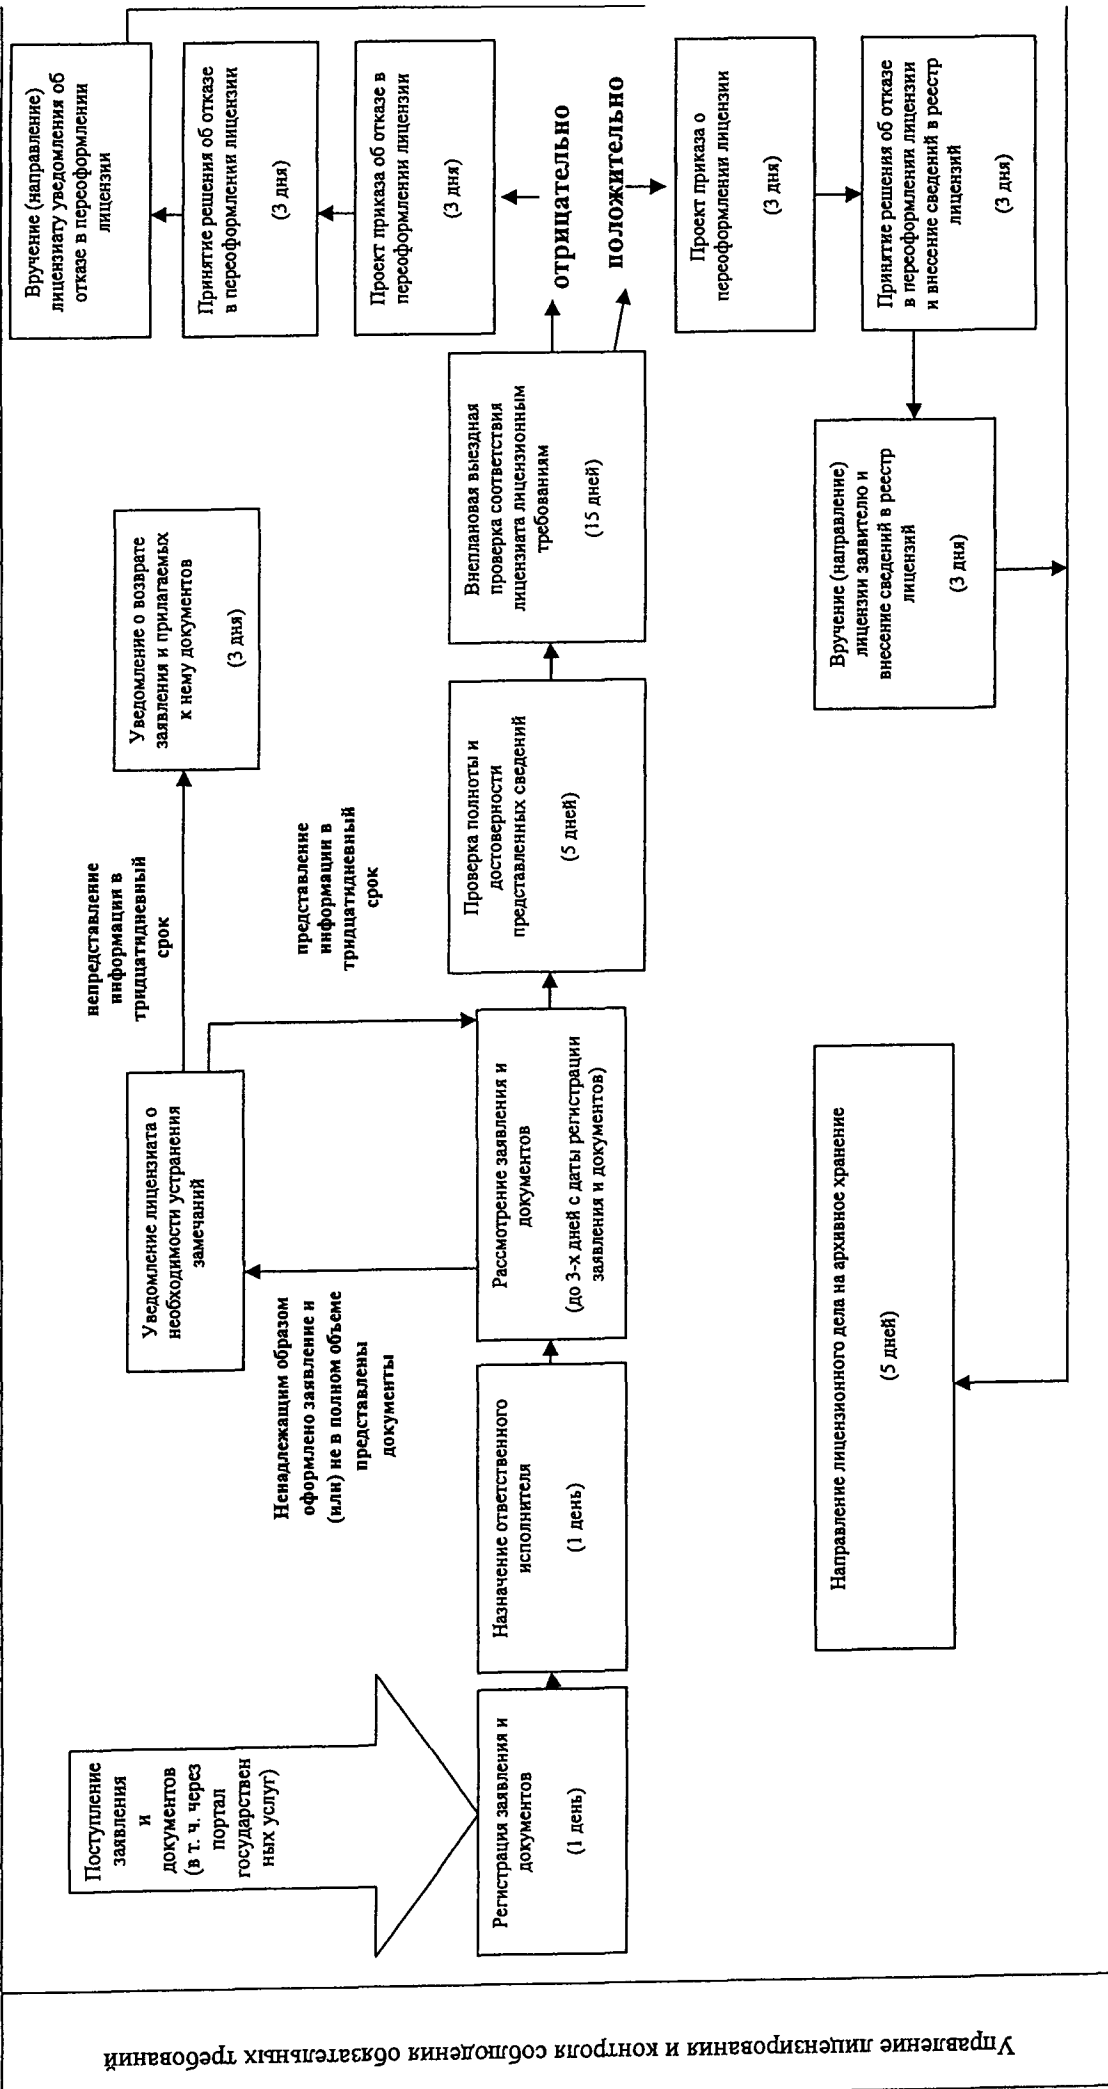 Управление лицензирования и контроля соблюдения обязательных требований
Поступление
заявления
и
документов
(в т. ч. через
портал
государствен
ных услуг)
Регистрация заявления и
документов
(1 день)
Назначение ответственного
исполнителя
(1 день)
Рассмотрение заявления и
документов
(до 3-х дней с даты регистрации
заявления и документов)
Ненадлежащим образом
оформлено заявление и
(или) не в полном объеме
представлены
документы
Уведомление лицензиата о
необходимости устранения
замечаний
непредставление
информации в
тридцатидневный
срок
Уведомление о возврате
заявления и прилагаемых
к нему документов
(3 дня)
представление
информации в
тридцатидневный
срок
Проверка полноты и
достоверности
представленных сведений
(5 дней)
Внеплановая выездная
проверка соответствия
лицензиата лицензионным
требованиям
(15 дней)
отрицательно
положительно
Проект приказа об отказе в
переоформлении лицензии
(3 дня)
Принятие решения об отказе
в переоформлении лицензии
(3 дня)
Вручение (направление)
лицензиату уведомления об
отказе в переоформлении
лицензии
Проект приказа о
переоформлении лицензии
(3 дня)
Принятие решения об отказе
в переоформлении лицензии
и внесение сведений в реестр
лицензий
(3 дня)
Вручение (направление)
лицензии заявителю и
внесение сведений в реестр
лицензий
(3 дня)
Направление лицензионного дела на архивное хранение
(5 дней)